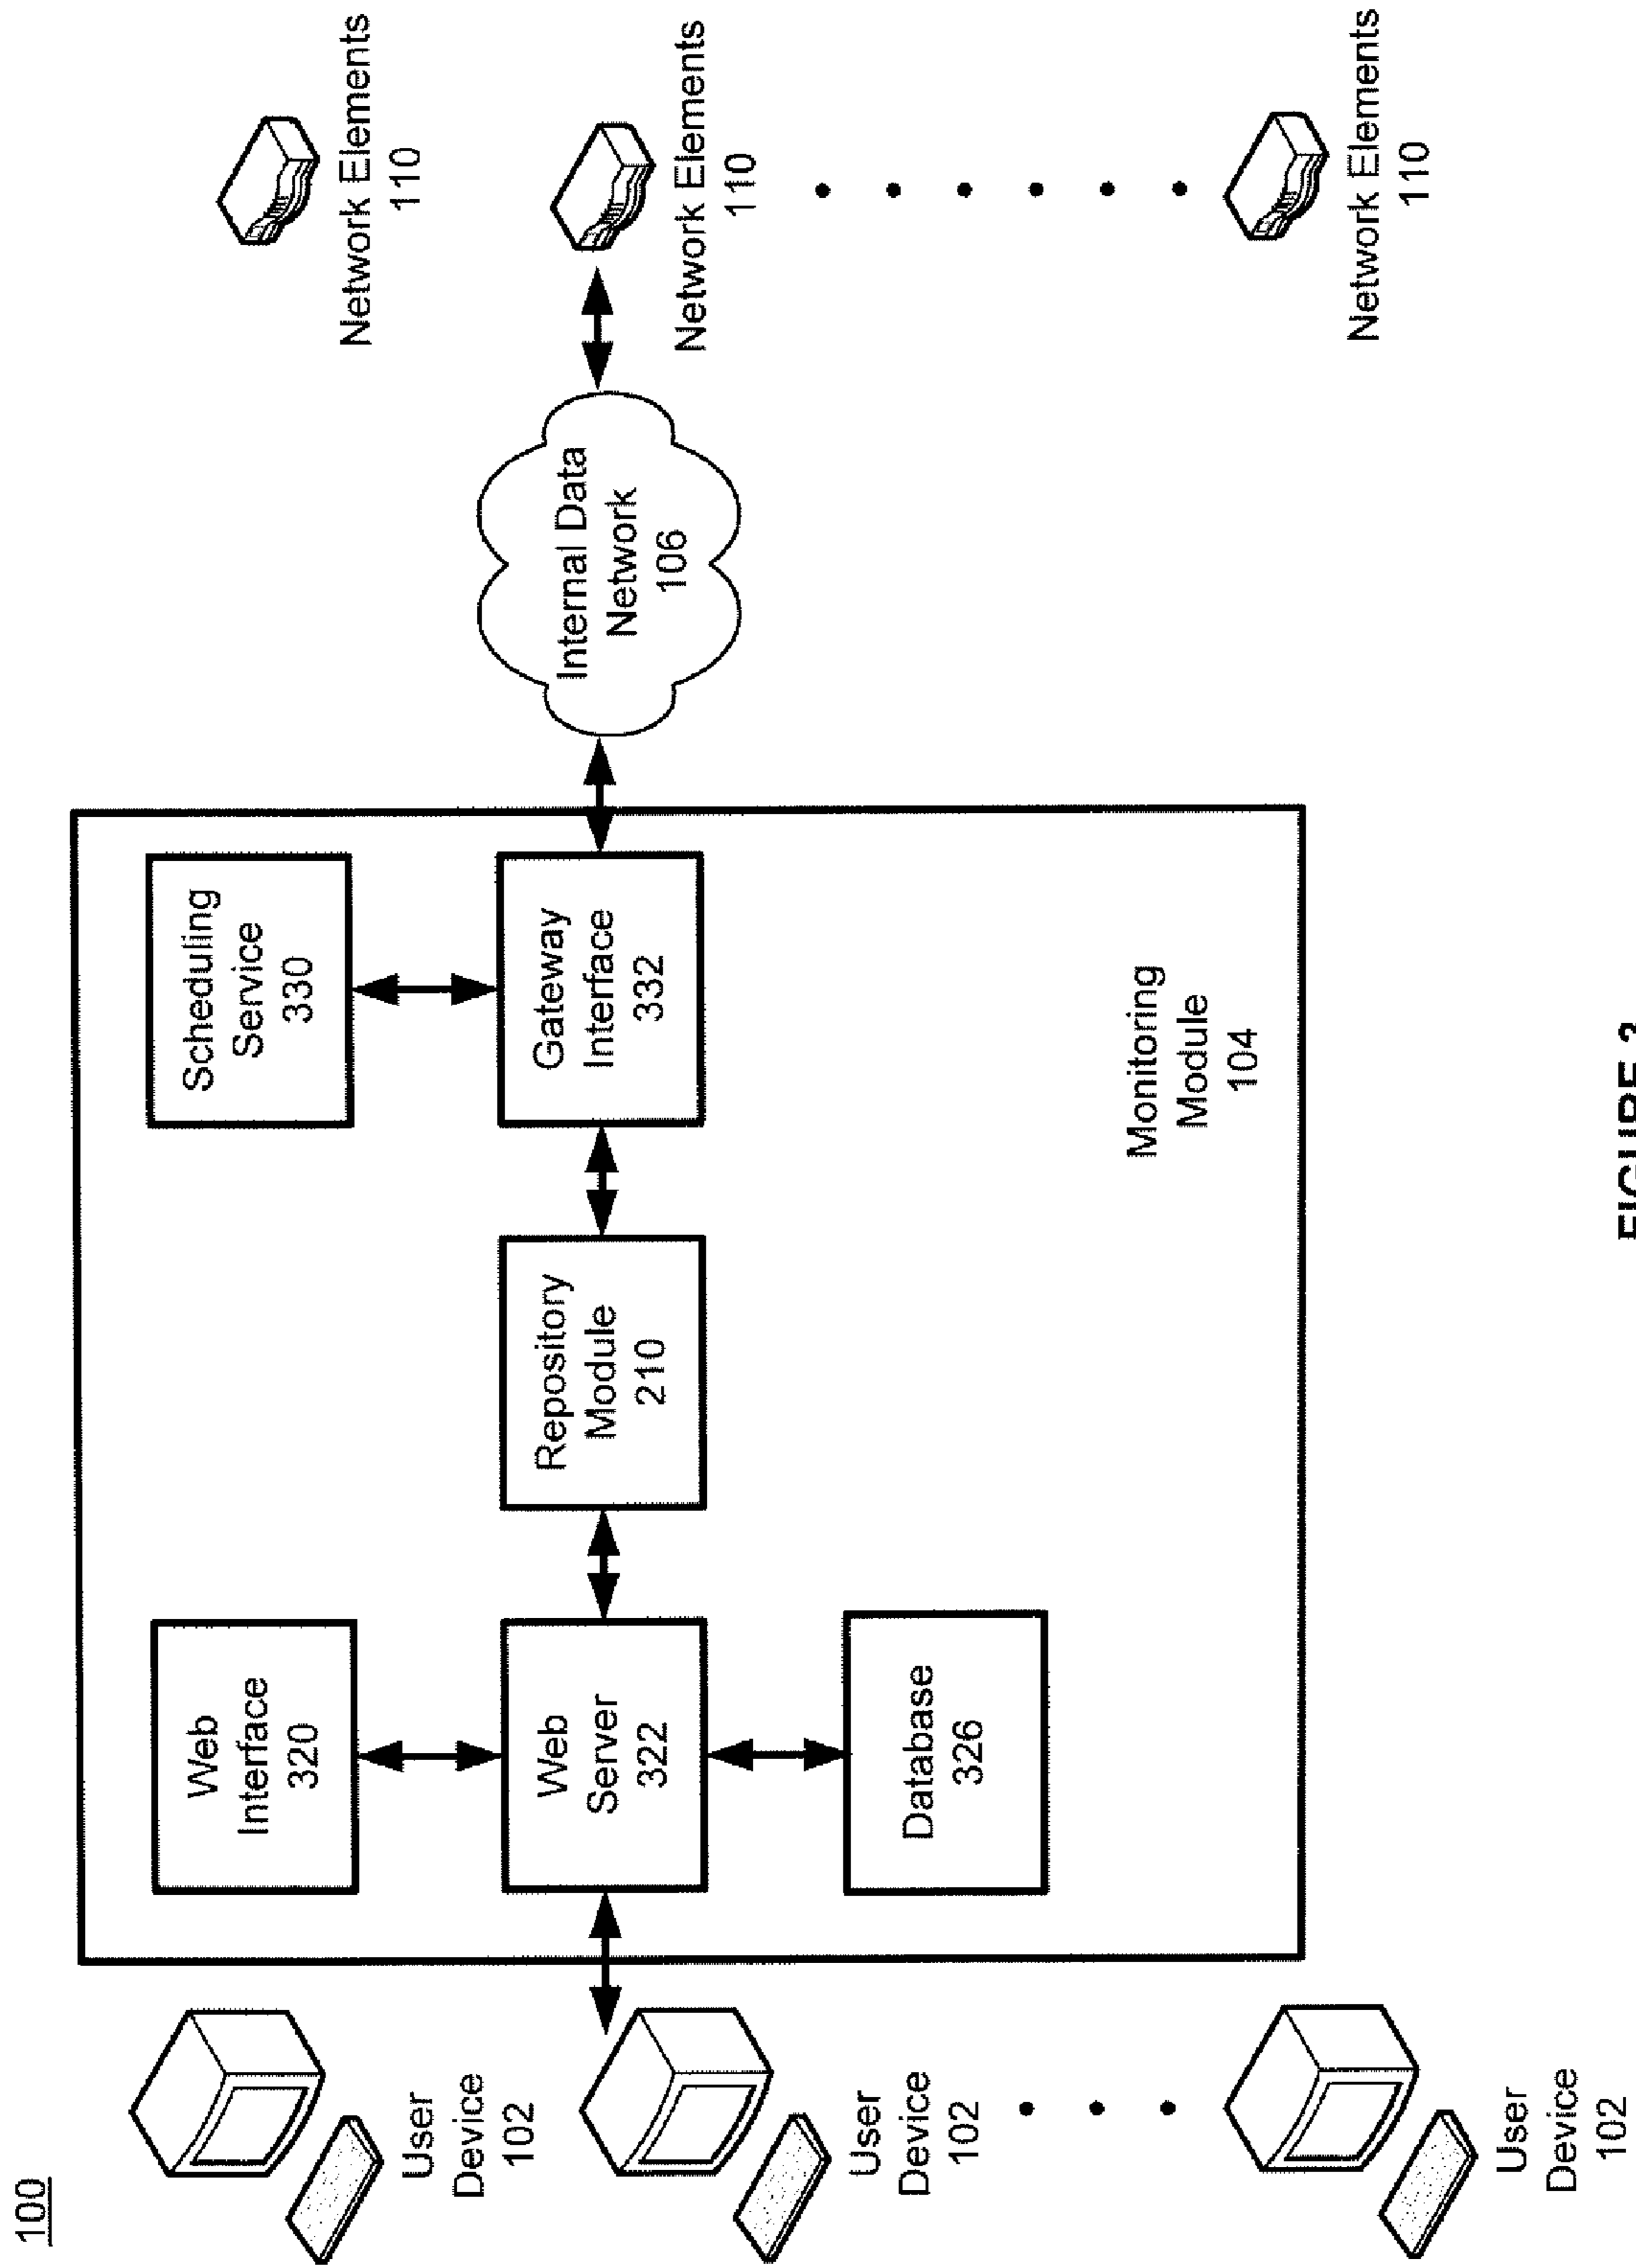 100
User
Device
102
User
Device
102
User
Device
102
Web
Interface
320
Web
Server
322
Database
326
Repository
Module
210
Scheduling
Service
330
Gateway
Interface
332
Monitoring
Module
104
Internal Data
Network
106
Network Elements
110
Network Elements
110
Network Elements
110
FIGURE 3